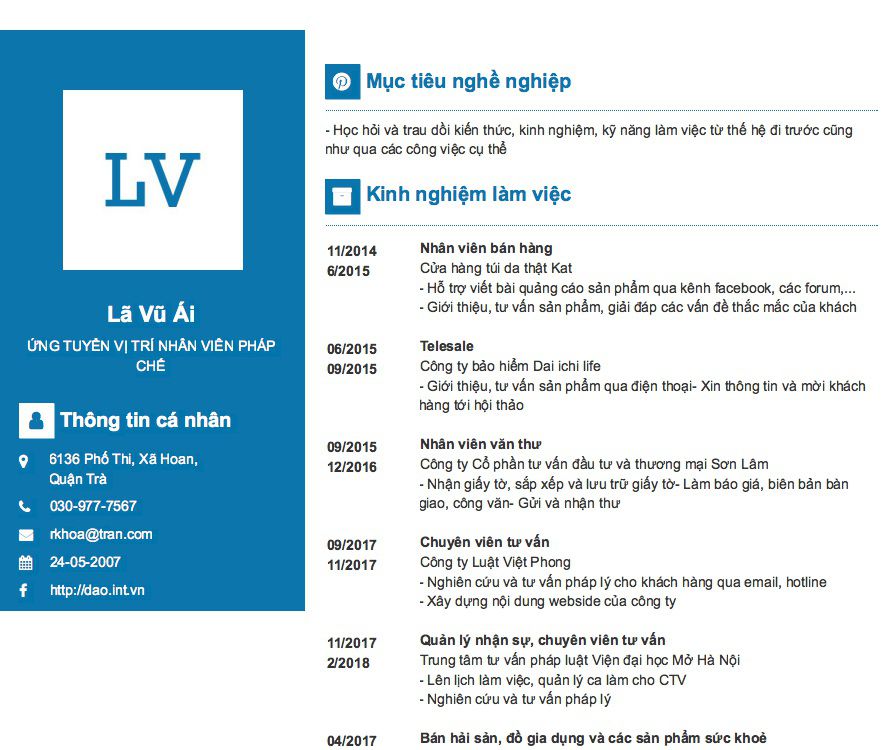 LV
Lã Vũ Ái
ỨNG TUYỂN VỊ TRÍ NHÂN VIÊN PHÁP
CHẾ
Thông tin cá nhân
6136 Phố Thi, Xã Hoan,
Quận Trà
030-977-7567
rkhoa@tran.com
24-05-2007
http://dao.int.vn
Mục tiêu nghề nghiệp
- Học hỏi và trau dồi kiến thức, kinh nghiệm, kỹ năng làm việc từ thế hệ đi trước cũng
như qua các công việc cụ thể
Kinh nghiệm làm việc
11/2014
6/2015
Nhân viên bán hàng
Cửa hàng túi da thật Kat
- Hỗ trợ viết bài quảng cáo sản phẩm qua kênh facebook, các forum,...
- Giới thiệu, tư vấn sản phẩm, giải đáp các vấn đề thắc mắc của khách
06/2015
09/2015
Telesale
Công ty bảo hiểm Dai ichi life
- Giới thiệu, tư vấn sản phẩm qua điện thoại- Xin thông tin và mời khách
hàng tới hội thảo
09/2015
12/2016
Nhân viên văn thư
Công ty Cổ phần tư vấn đầu tư và thương mại Sơn Lâm
- Nhận giấy tờ, sắp xếp và lưu trữ giấy tờ- Làm báo giá, biên bản bàn
giao, công văn- Gửi và nhận thư
09/2017
11/2017
Chuyên viên tư vấn
Công ty Luật Việt Phong
- Nghiên cứu và tư vấn pháp lý cho khách hàng qua email, hotline
- Xây dựng nội dung webside của công ty
11/2017
2/2018
Quản lý nhận sự, chuyên viên tư vấn
Trung tâm tư vấn pháp luật Viện đại học Mở Hà Nội
- Lên lịch làm việc, quản lý ca làm cho CTV
- Nghiên cứu và tư vấn pháp lý
04/2017
Bán hải sản, đồ gia dụng và các sản phẩm sức khoẻ